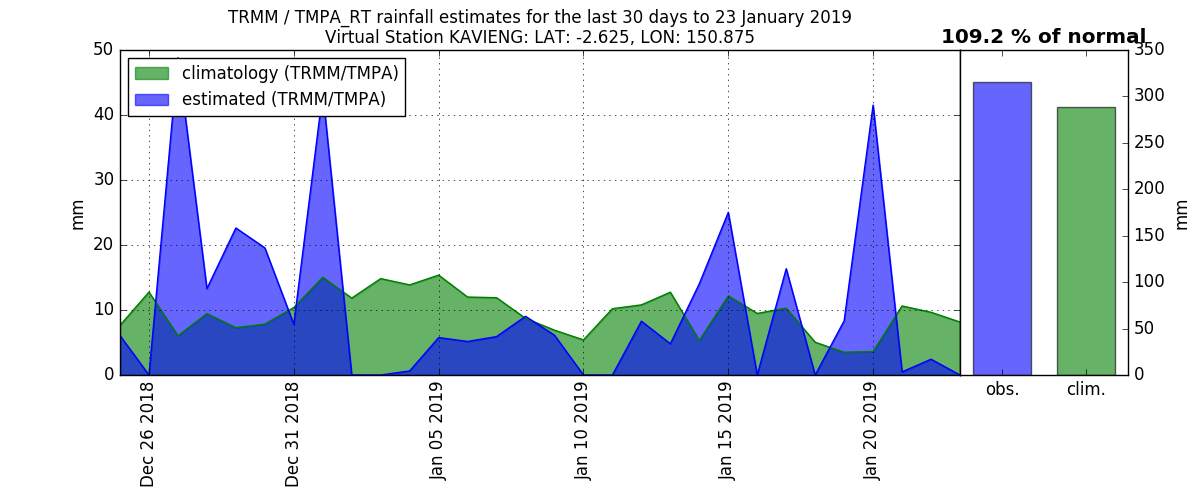 TRMM / TMPA_RT rainfall estimates for the last 30 days to 23 January 2019
Virtual Station KAVIENG: LAT: -2.625, LON: 150.875
109.2 % of normal
climatology (TRMM/TMPA)
estimated (TRMM/TMPA)
mm
50
40
30
20
10
0
Dec 26 2018
Dec 31 2018
Jan 05 2019
Jan 10 2019
Jan 15 2019
Jan 20 2019
obs.
clim.
350
300
250
200
150
100
50
0
mm